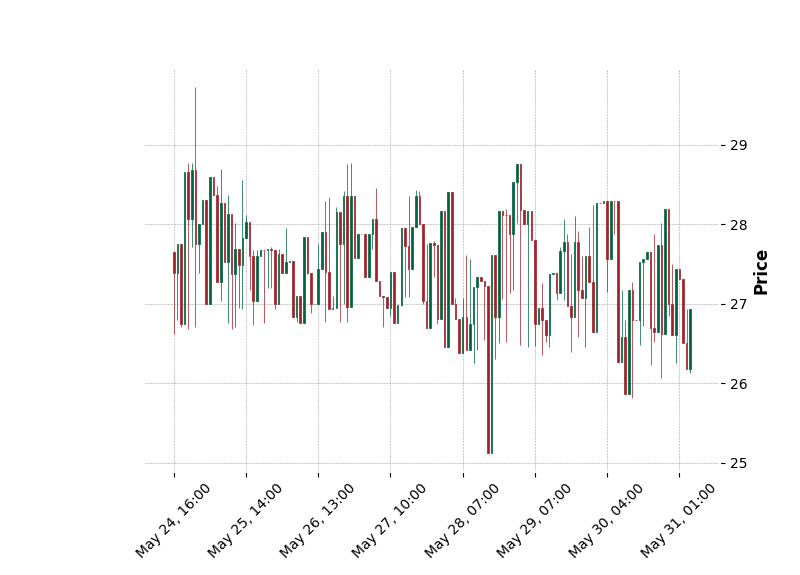 29
28
27
26
25
Price
May 24, 16:00
May 25, 14:00
May 26, 13:00
May 27, 10:00
May 28, 07:00
May 29, 07:00
May 30, 04:00
May 31, 01:00